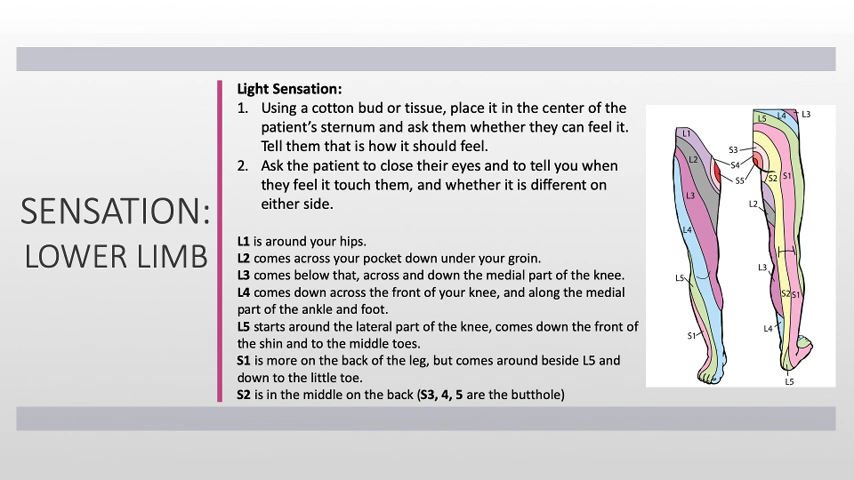 SENSATION:
LOWER LIMB
Light Sensation:
1. Using a cotton bud or tissue, place it in the center of the
patient's sternum and ask them whether they can feel it.
Tell them that is how it should feel.
2. Ask the patient to close their eyes and to tell you when
they feel it touch them, and whether it is different on
either side.
L1 is around your hips.
L2 comes across your pocket down under your groin.
L3 comes below that, across and down the medial part of the knee.
L4 comes down across the front of your knee, and along the medial
part of the ankle and foot.
L5 starts around the lateral part of the knee, comes down the front of
the shin and to the middle toes.
S1 is more on the back of the leg, but comes around beside L5 and
down to the little toe.
S2 is in the middle on the back (S3, 4, 5 are the butthole)
L1
L2
L3
L4
L5
S1
L5
L4
L3
S3
S4
S5
S2
S1
L2
L3
S2
S1
L4
L5